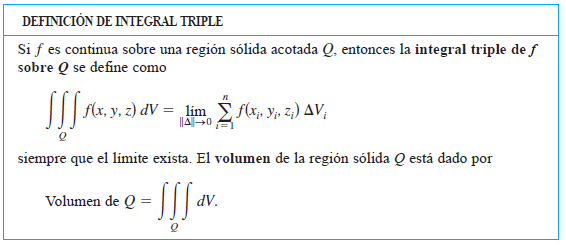 DEFINICIÓN DE INTEGRAL TRIPLE
Si f es continua sobre una región sólida acotada Q, entonces la integral triple de f
sobre Q se define como
∭_Q f(x, y, z) dV = lím_{‖Δ‖→0} ∑_{i=1}^{n} f(x_i, y_i, z_i) ΔV_i
siempre que el límite exista. El volumen de la región sólida Q está dado por
Volumen de Q = ∭_Q dV.